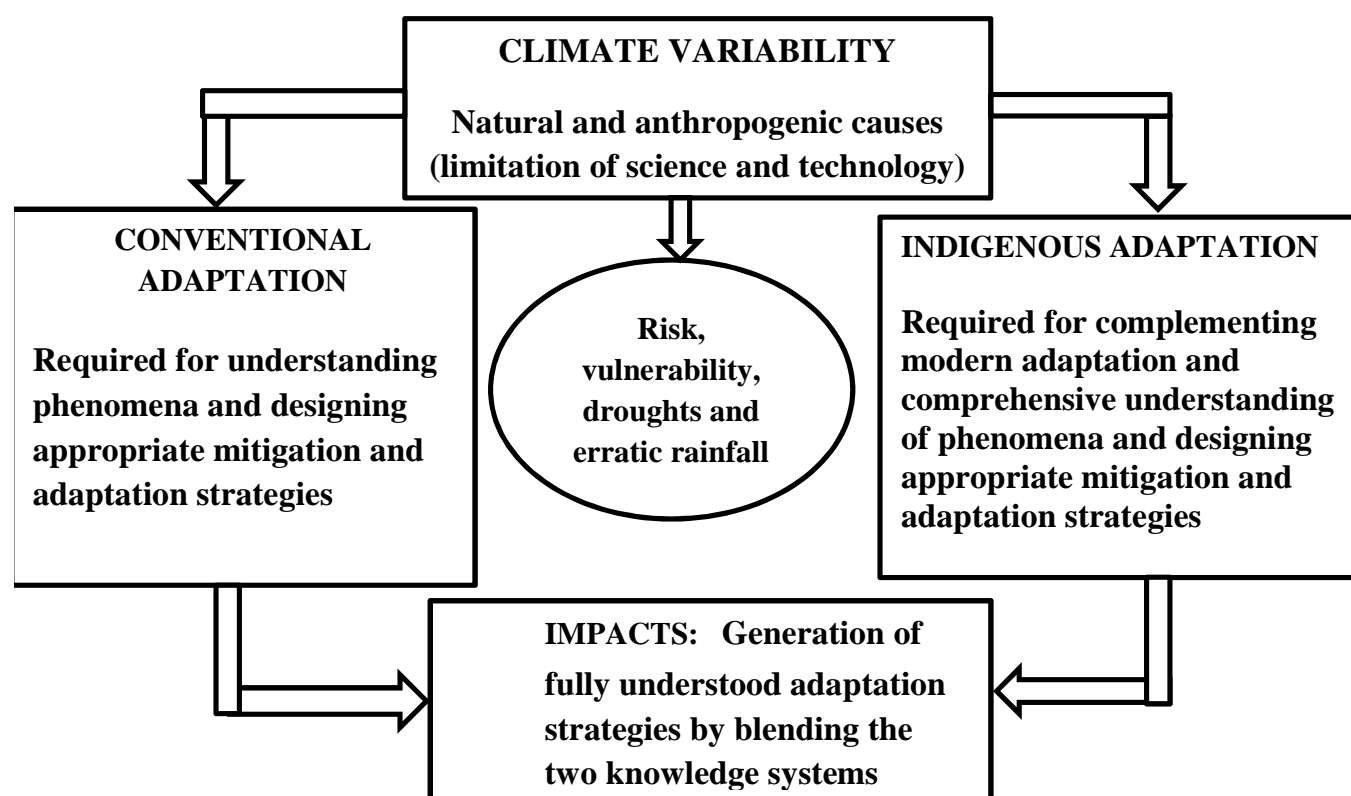 CLIMATE VARIABILITY
Natural and anthropogenic causes
(limitation of science and technology)
CONVENTIONAL
ADAPTATION
Required for understanding
phenomena and designing
appropriate mitigation and
adaptation strategies
Risk,
vulnerability,
droughts and
erratic rainfall
INDIGENOUS ADAPTATION
Required for complementing
modern adaptation and
comprehensive understanding
of phenomena and designing
appropriate mitigation and
adaptation strategies
IMPACTS: Generation of
fully understood adaptation
strategies by blending the
two knowledge systems